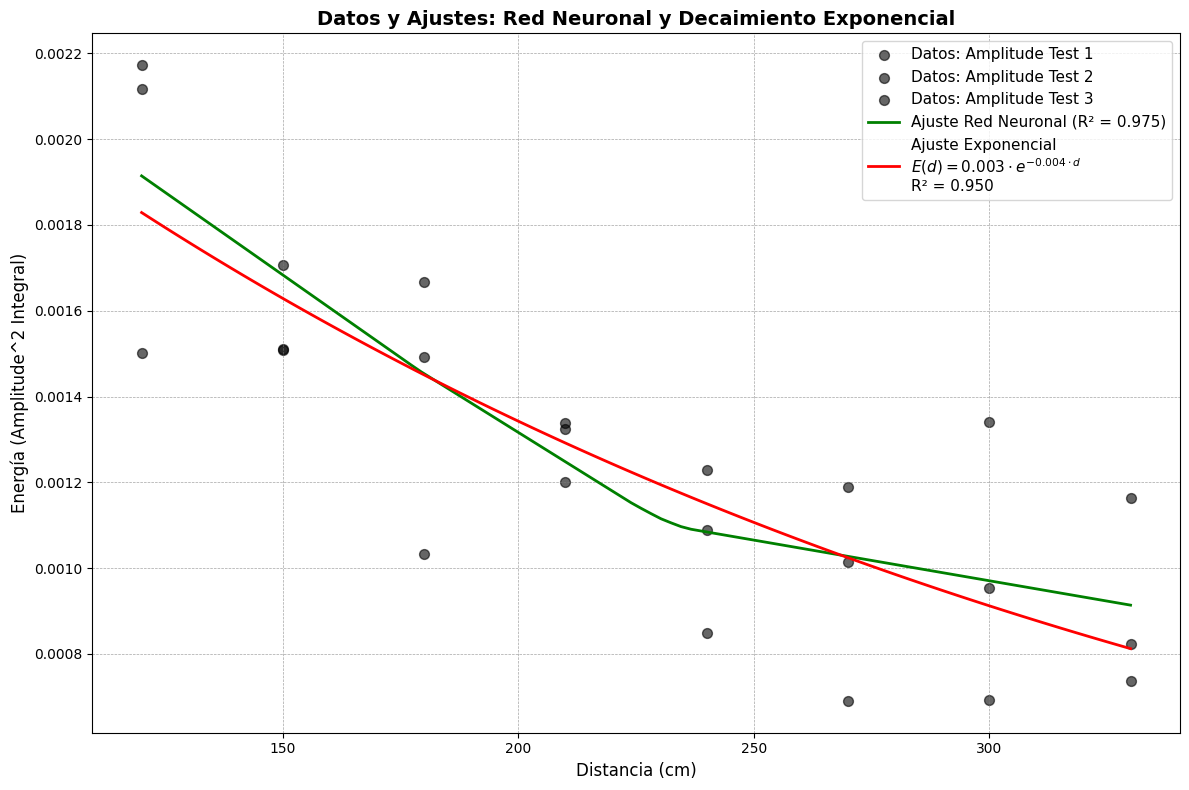 Datos y Ajustes: Red Neuronal y Decaimiento Exponencial
Energía (Amplitude^2 Integral)
0.0022
0.0020
0.0018
0.0016
0.0014
0.0012
0.0010
0.0008
Datos: Amplitude Test 1
Datos: Amplitude Test 2
Datos: Amplitude Test 3
Ajuste Red Neuronal (R² = 0.975)
Ajuste Exponencial
E(d) = 0.003 · e^{−0.004·d}
R² = 0.950
150
200
250
300
Distancia (cm)